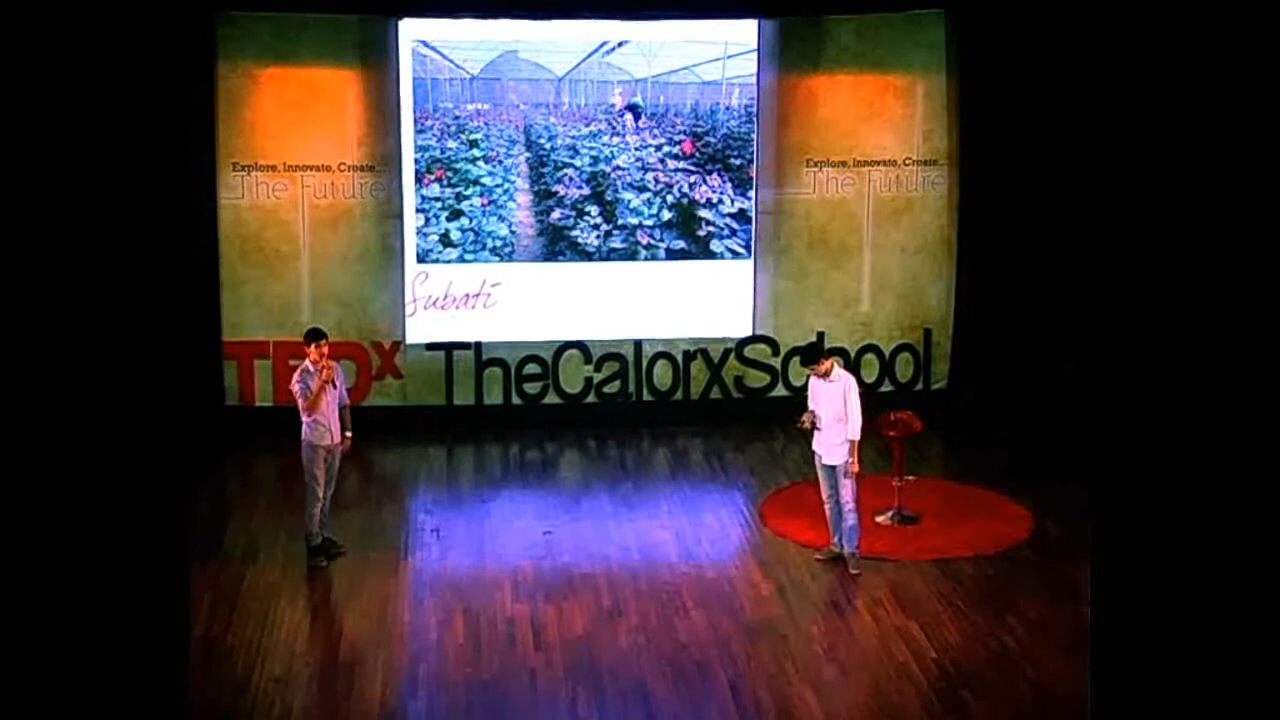 Explore, Innovate, Create...
The Future
Subati
Explore, Innovate, Create...
The Future
TEDx TheCalorxSchool